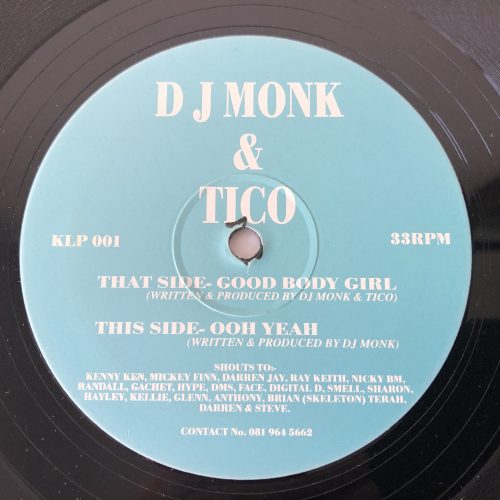 D J MONK
&
TICO
KLP 001
33RPM
THAT SIDE- GOOD BODY GIRL
(WRITTEN & PRODUCED BY DJ MONK & TICO)
THIS SIDE- OOH YEAH
(WRITTEN & PRODUCED BY DJ MONK)
SHOUTS TO:-
KENNY KEN, MICKEY FINN, DARREN JAY, RAY KEITH, NICKY BM,
RANDALL, GACHET, HYPE, DMS, FACE, DIGITAL D, SMELL, SHARON,
HAYLEY, KELLIE, GLENN, ANTHONY, BRIAN (SKELETON) TERAH,
DARREN & STEVE.
CONTACT No. 081 964 5662